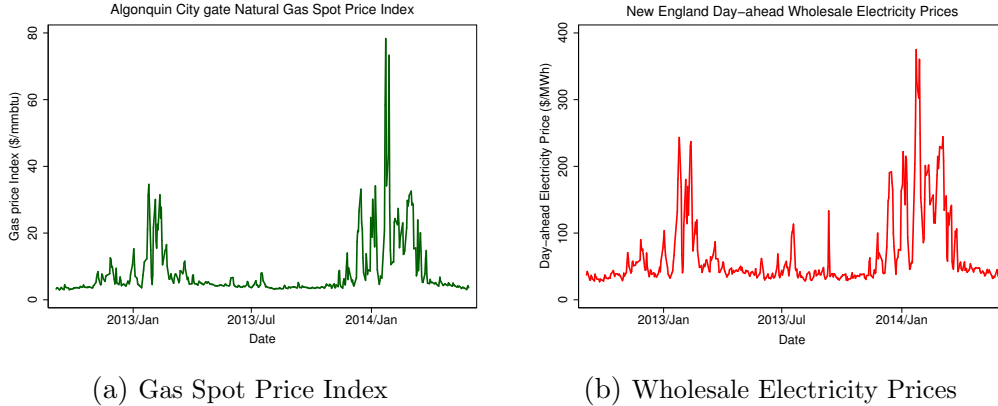 Algonquin City gate Natural Gas Spot Price Index
Gas price Index ($/mmbtu)
80
60
40
20
0
2013/Jan 2013/Jul 2014/Jan
Date
(a) Gas Spot Price Index
New England Day−ahead Wholesale Electricity Prices
Day−ahead Electricity Price ($/MWh)
400
300
200
100
0
2013/Jan 2013/Jul 2014/Jan
Date
(b) Wholesale Electricity Prices